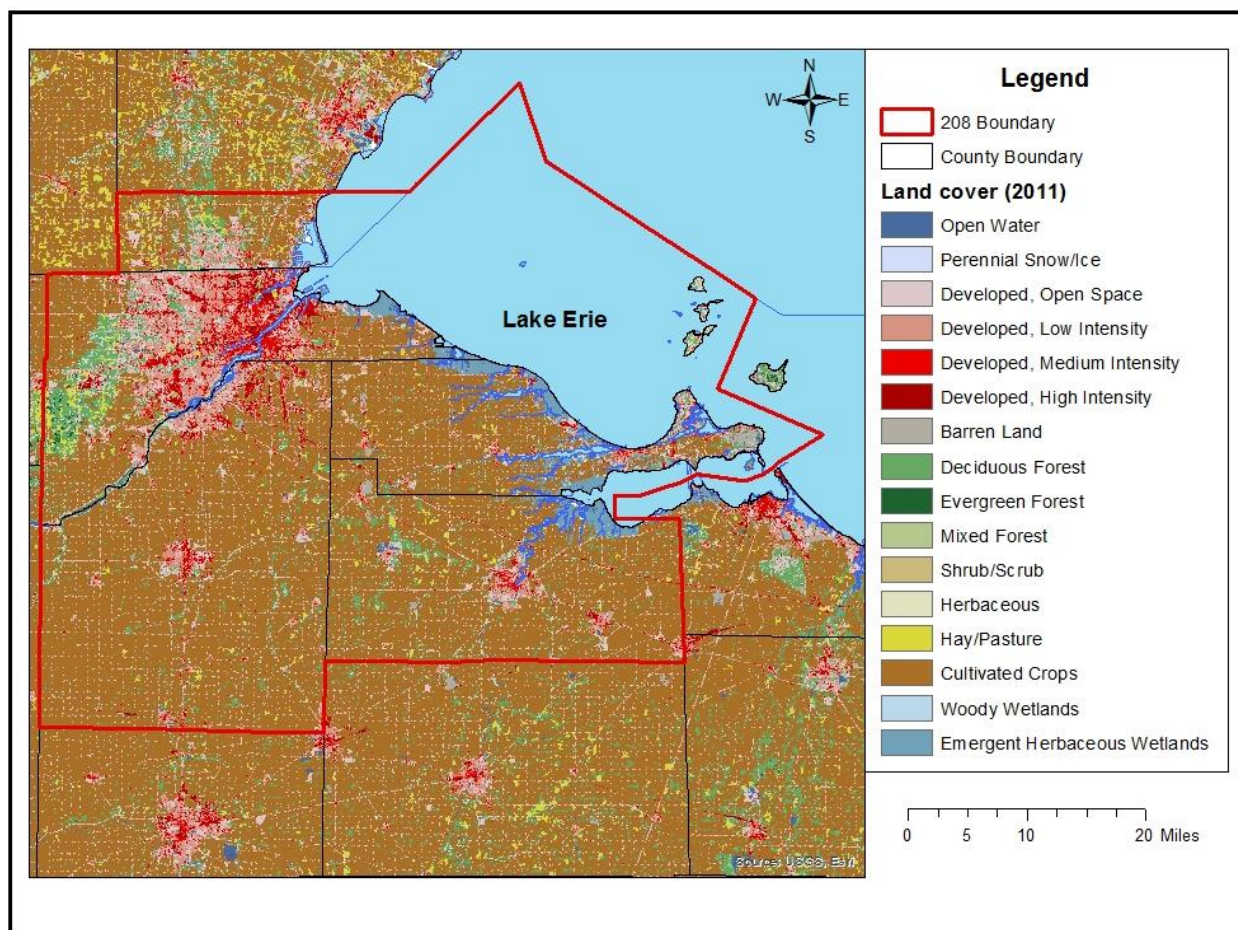 N
W E
S
Lake Erie
Source: USGS, Esri
Legend
208 Boundary
County Boundary
Land cover (2011)
Open Water
Perennial Snow/Ice
Developed, Open Space
Developed, Low Intensity
Developed, Medium Intensity
Developed, High Intensity
Barren Land
Deciduous Forest
Evergreen Forest
Mixed Forest
Shrub/Scrub
Herbaceous
Hay/Pasture
Cultivated Crops
Woody Wetlands
Emergent Herbaceous Wetlands
0 5 10 20 Miles